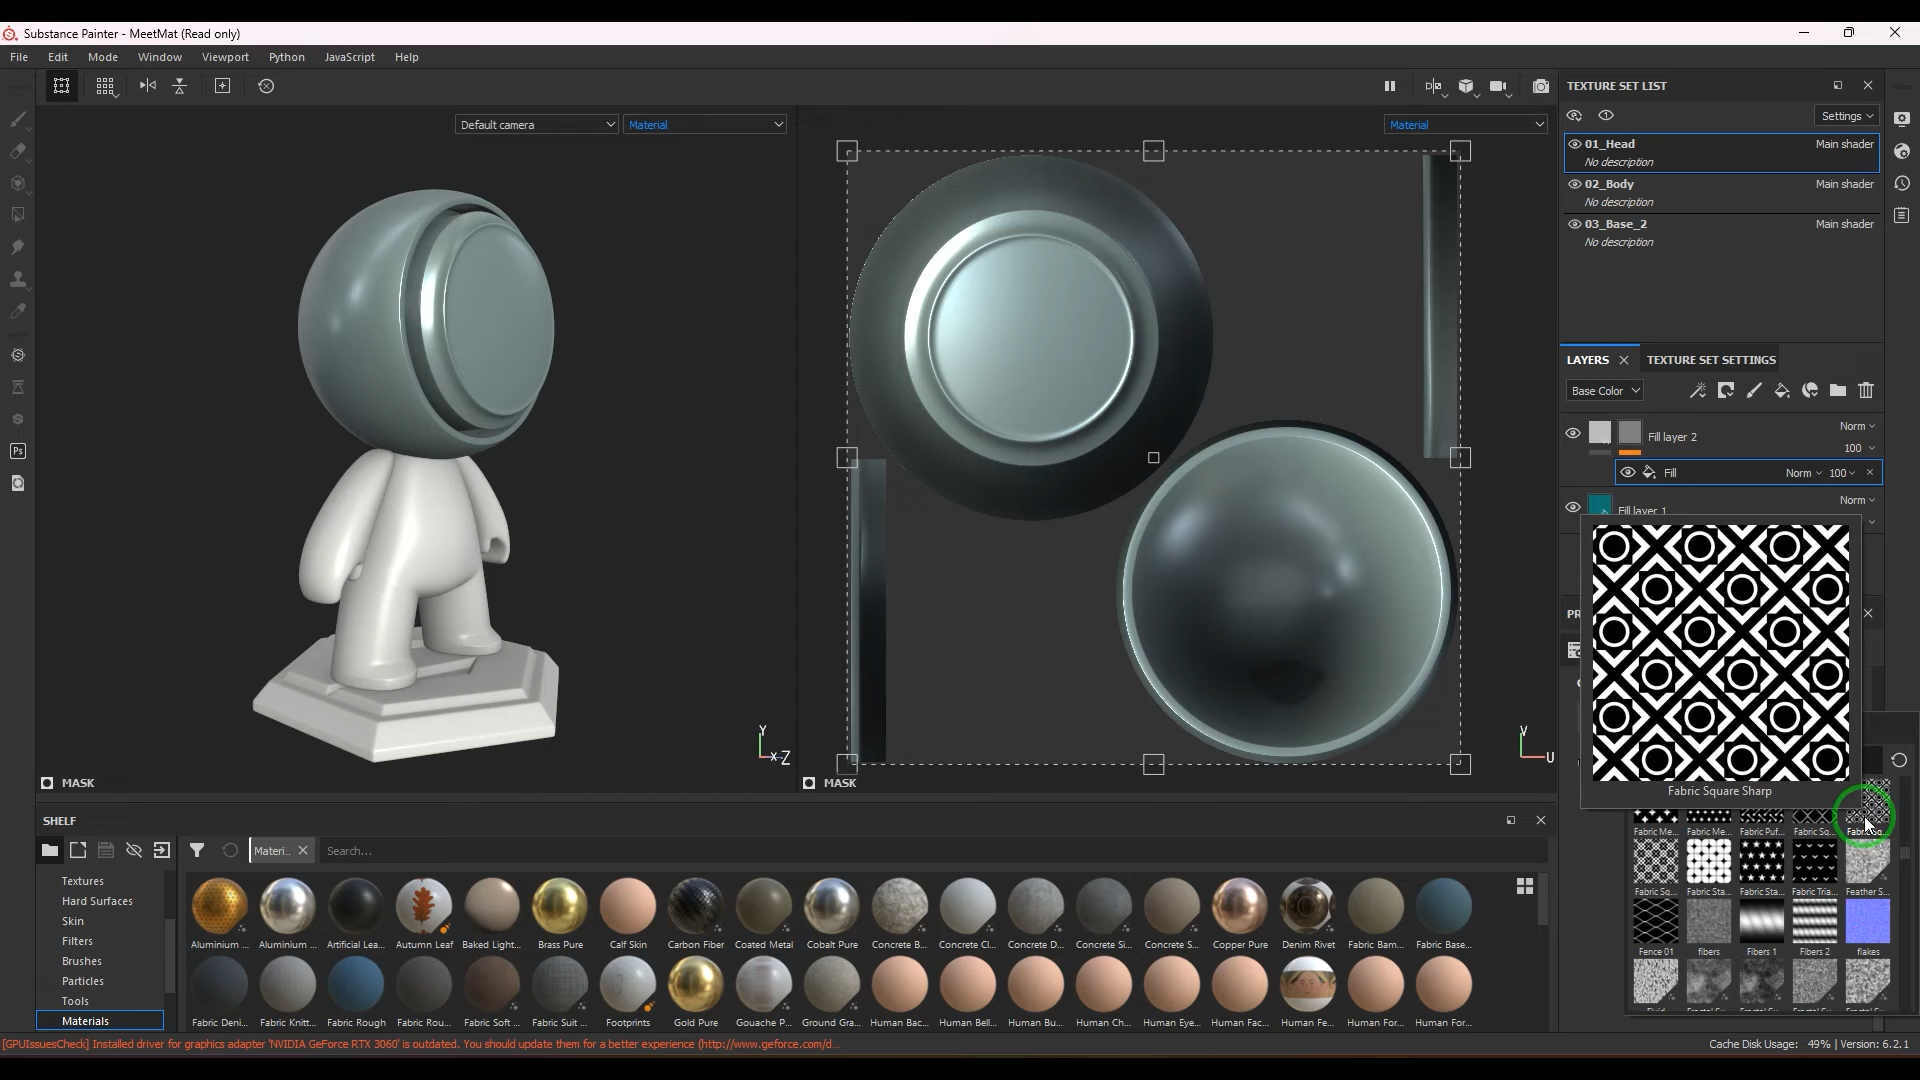 Substance Painter - MeetMat (Read only)
File Edit Mode Window Viewport Python JavaScript Help
Default camera
Material
Material
TEXTURE SET LIST
Settings
01_Head Main shader
No description
02_Body Main shader
No description
03_Base_2 Main shader
No description
LAYERS TEXTURE SET SETTINGS
Base Color
Norm
Fill layer 2
100
Fill Norm 100
Norm
Fill layer 1
Fabric Square Sharp
Y
Z
V
U
MASK
MASK
Fabric Me... Fabric Me... Fabric Puf... Fabric Sq... Fabric Sq...
Fabric Sq... Fabric Sta... Fabric Sta... Fabric Tria... Feather S...
Fence 01 fibers Fibers 1 Fibers 2 flakes
SHELF
Materi... Search...
Textures
Hard Surfaces
Skin
Filters
Brushes
Particles
Tools
Materials
Aluminium ... Aluminium ... Artificial Lea... Autumn Leaf Baked Light... Brass Pure Calf Skin Carbon Fiber Coated Metal Cobalt Pure Concrete B... Concrete Cl... Concrete D... Concrete Si... Concrete S... Copper Pure Denim Rivet Fabric Bam... Fabric Base...
Fabric Deni... Fabric Knitt... Fabric Rough Fabric Rou... Fabric Soft ... Fabric Suit ... Footprints Gold Pure Gouache P... Ground Gra... Human Bac... Human Bell... Human Bu... Human Ch... Human Eye... Human Fac... Human Fe... Human For... Human For...
[GPUIssuesCheck] Installed driver for graphics adapter 'NVIDIA GeForce RTX 3060' is outdated. You should update them for a better experience (http://www.geforce.com/d...
Cache Disk Usage: 49% | Version: 6.2.1